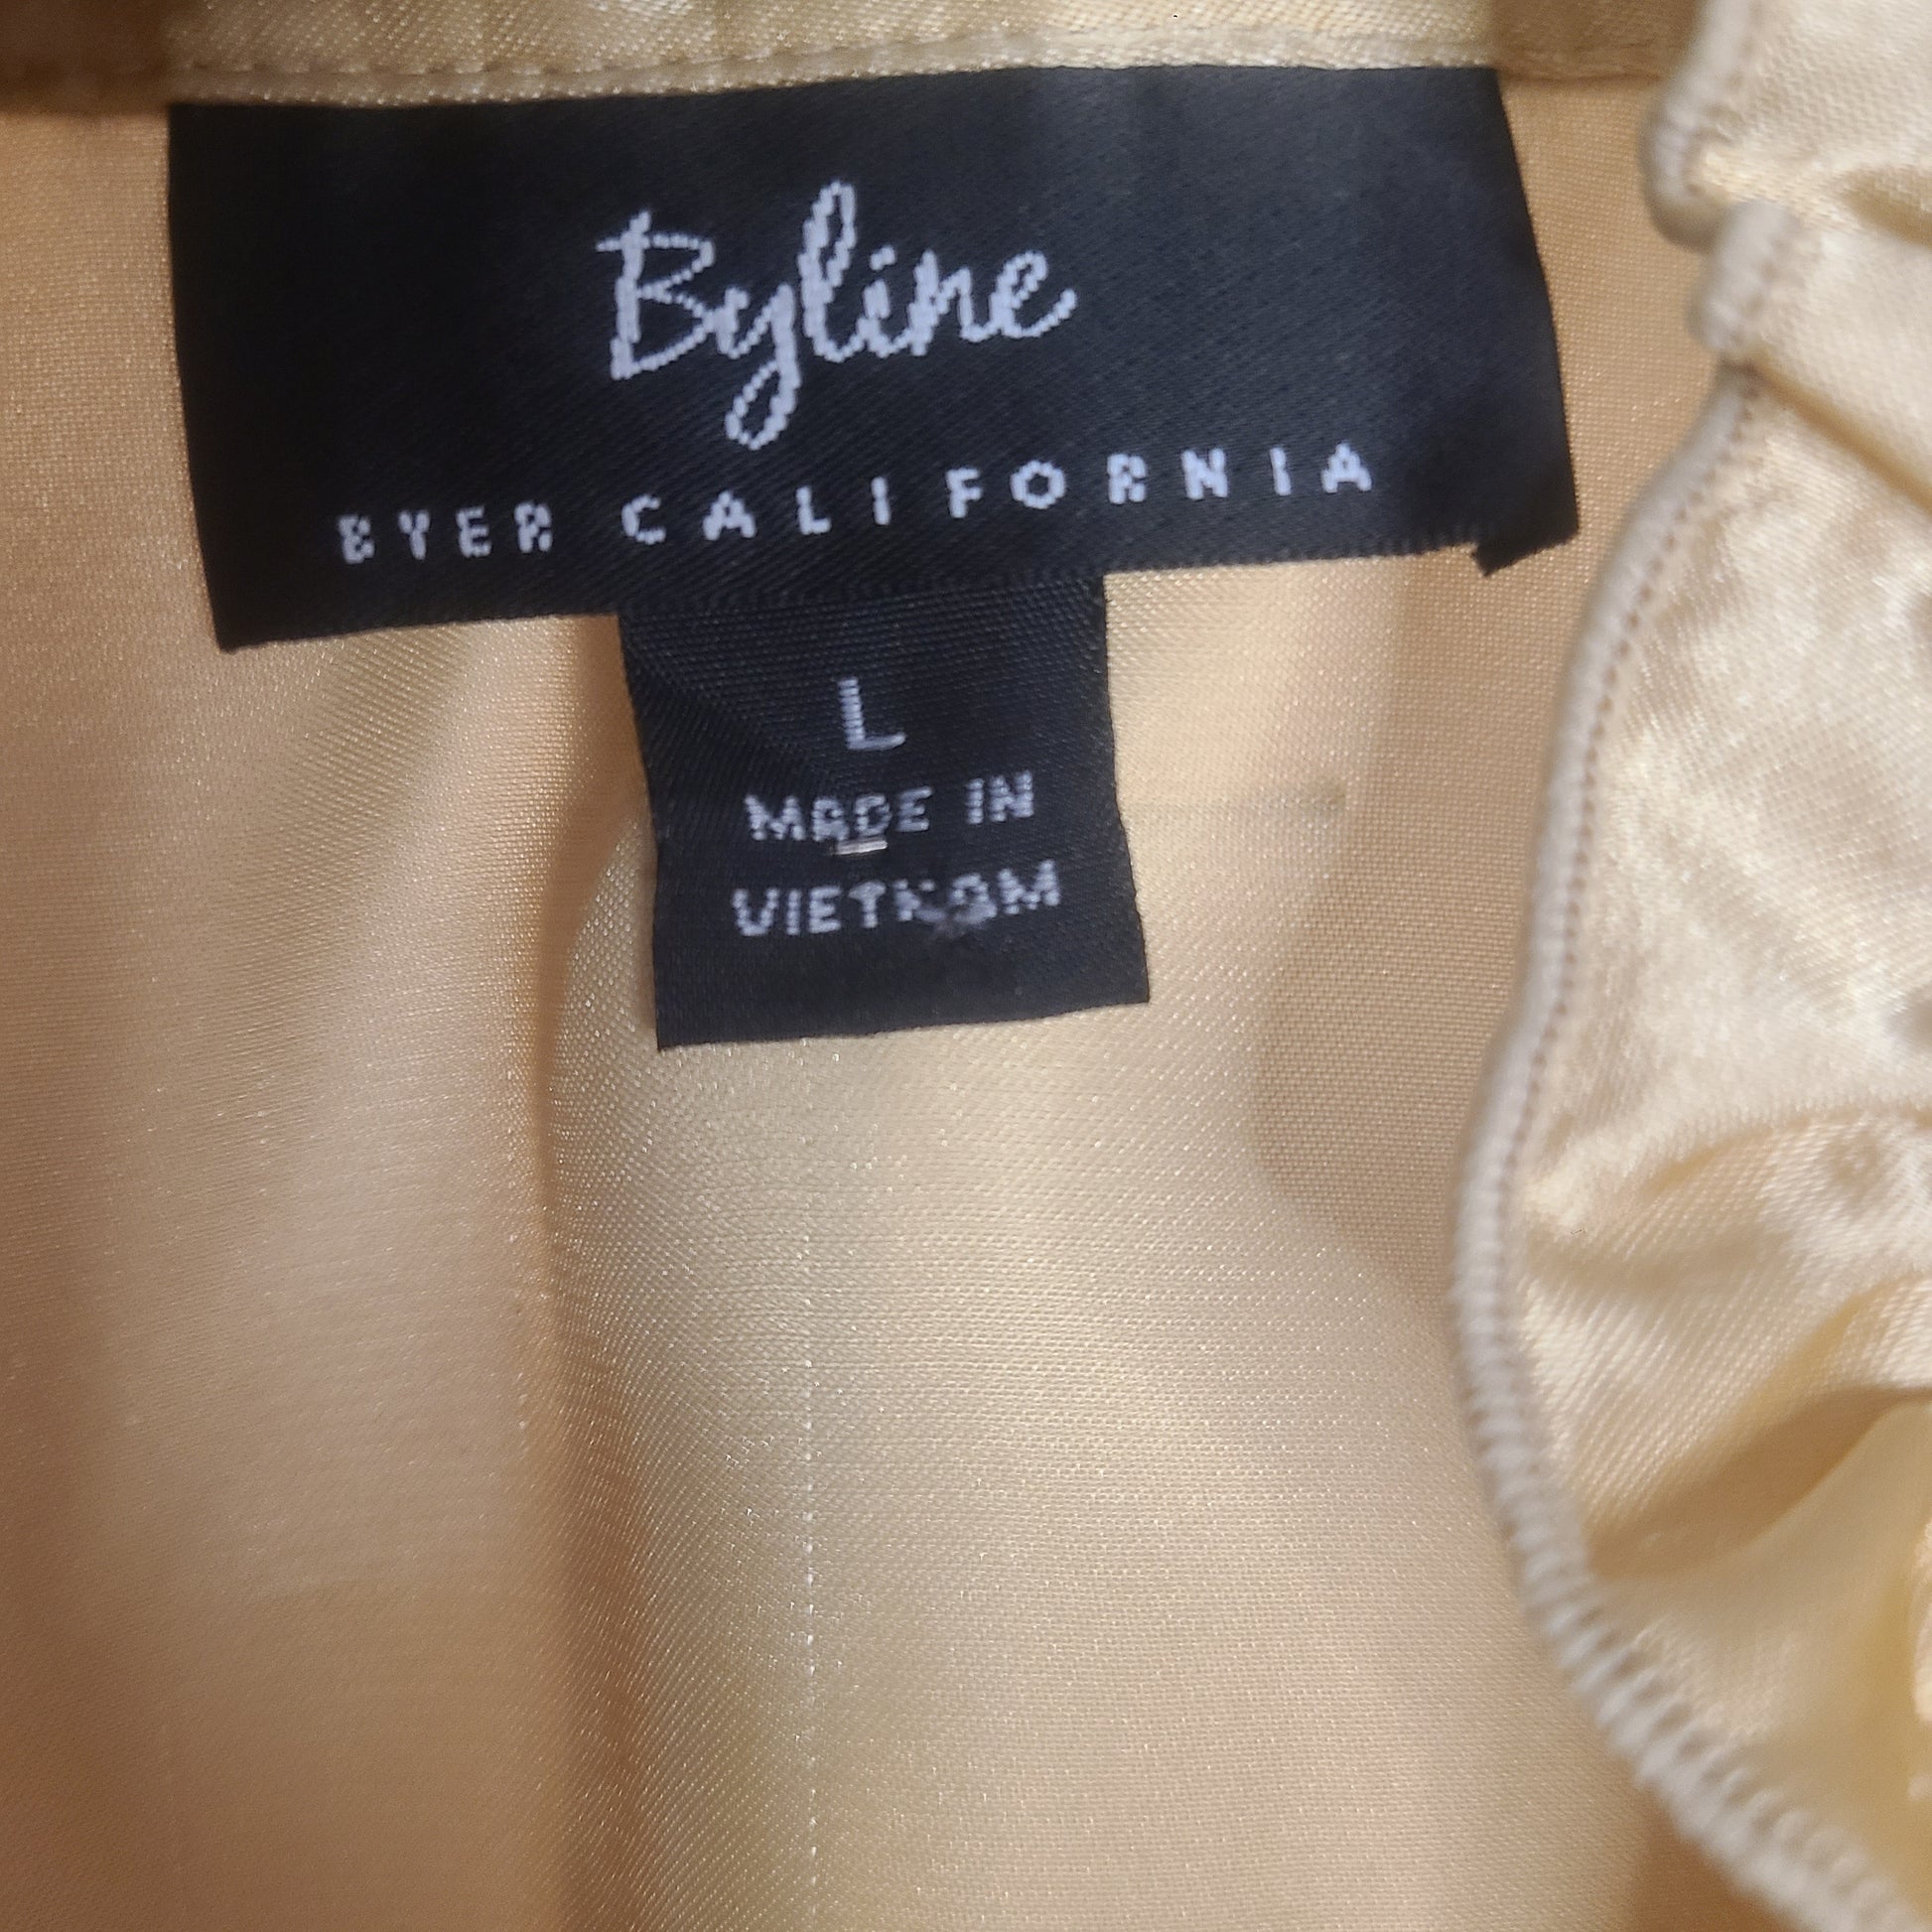 Byline
BYER CALIFORNIA
L
MADE IN
VIETNAM